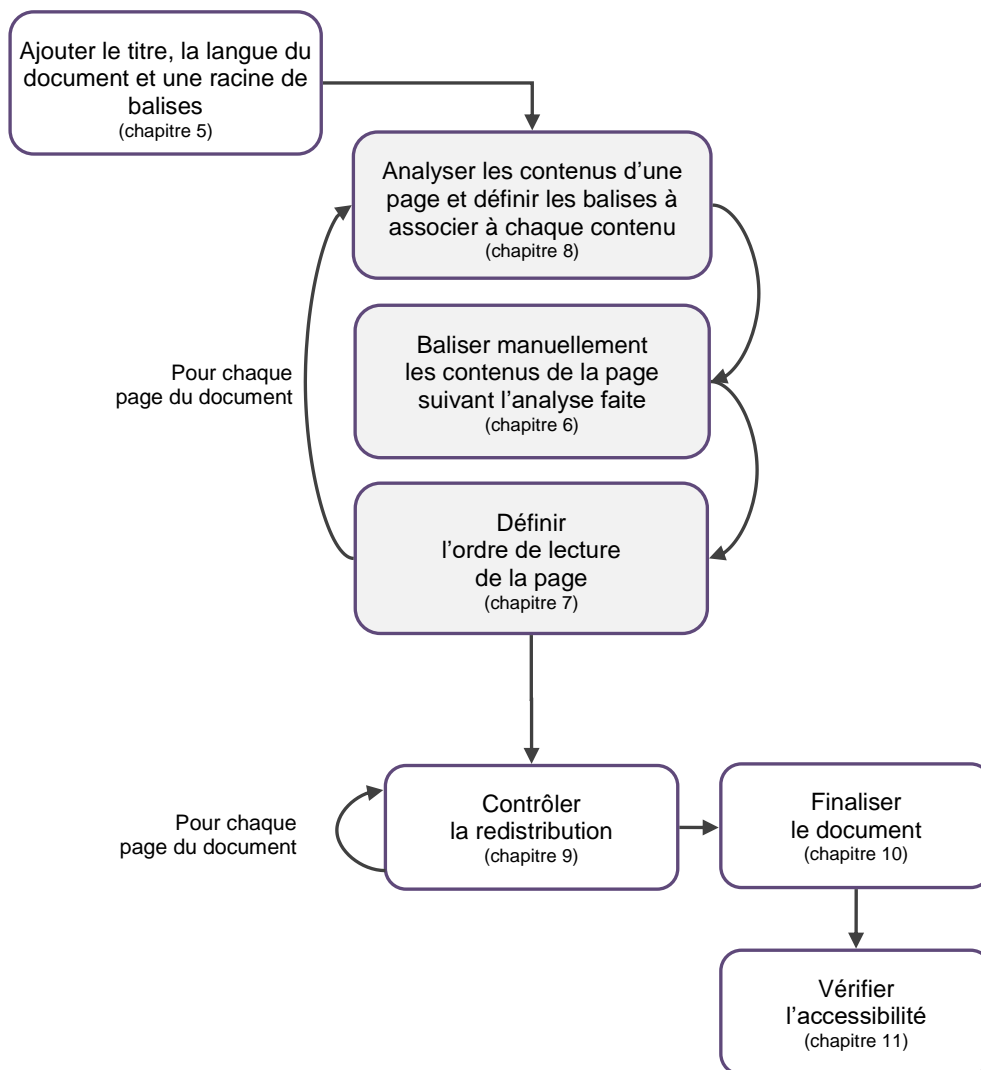 Ajouter le titre, la langue du
document et une racine de
balises
(chapitre 5)
Analyser les contenus d’une
page et définir les balises à
associer à chaque contenu
(chapitre 8)
Baliser manuellement
les contenus de la page
suivant l’analyse faite
(chapitre 6)
Pour chaque
page du document
Définir
l’ordre de lecture
de la page
(chapitre 7)
Pour chaque
page du document
Contrôler
la redistribution
(chapitre 9)
Finaliser
le document
(chapitre 10)
Vérifier
l’accessibilité
(chapitre 11)